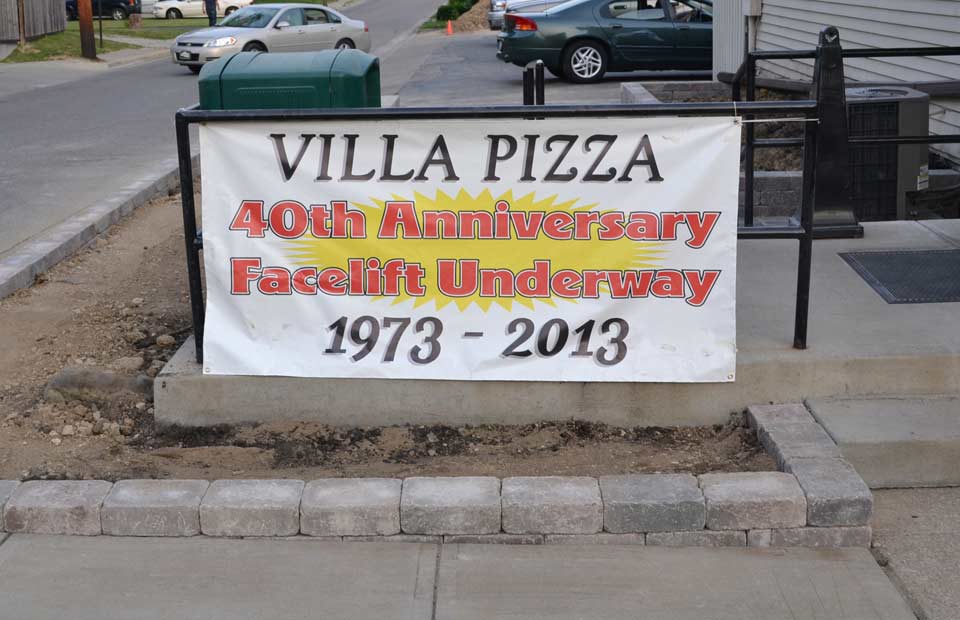 VILLA PIZZA
40th Anniversary
Facelift Underway
1973 - 2013